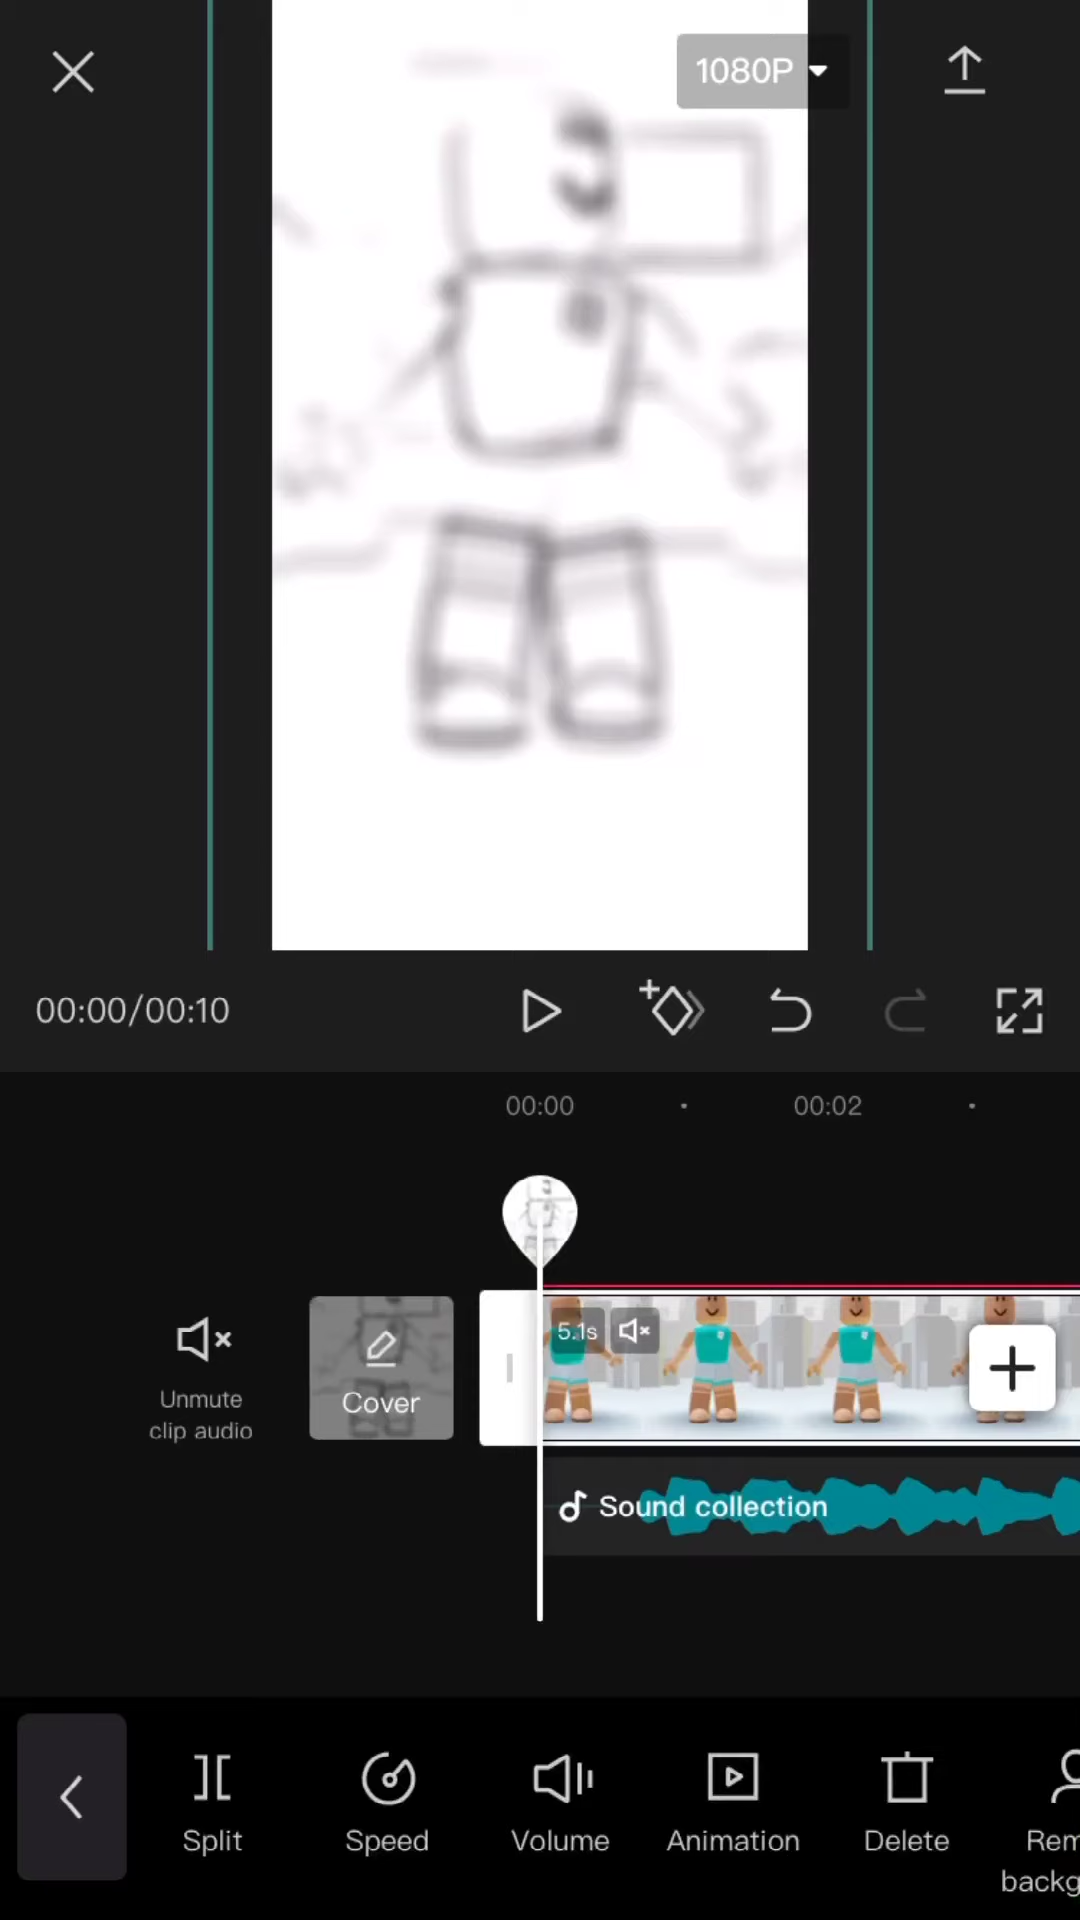 1080P
00:00/00:10
00:00
00:02
5.1s
Unmute
clip audio
Cover
Sound collection
Split
Speed
Volume
Animation
Delete
Rem
backg